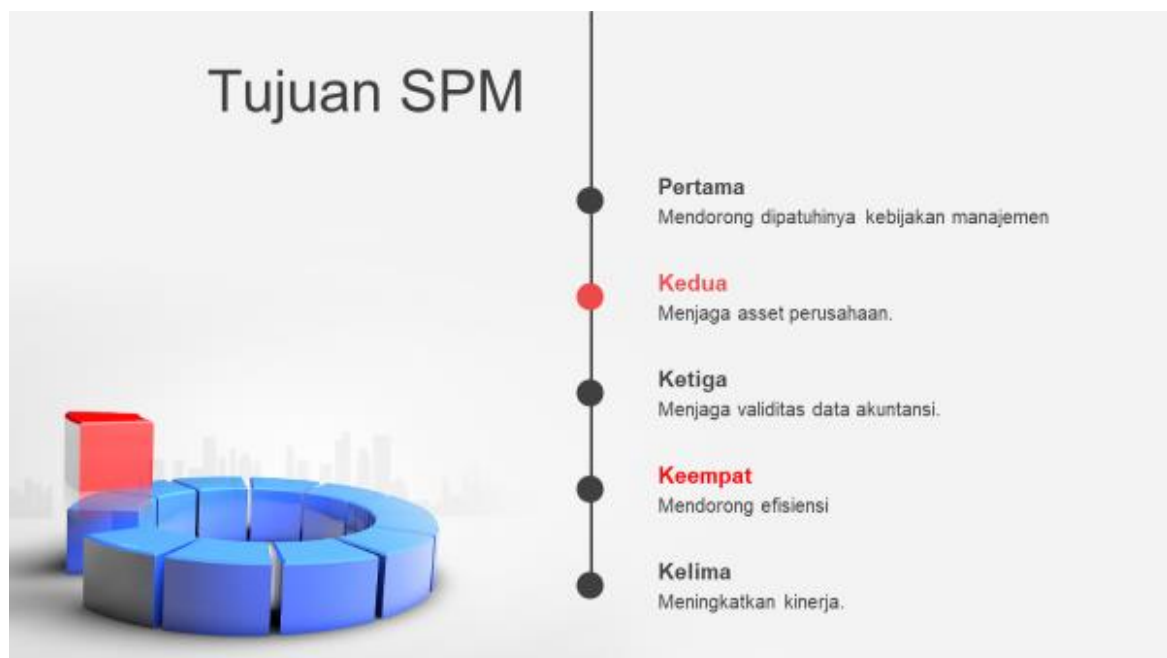 Tujuan SPM
Pertama
Mendorong dipatuhinya kebijakan manajemen
Kedua
Menjaga asset perusahaan.
Ketiga
Menjaga validitas data akuntansi.
Keempat
Mendorong efisiensi
Kelima
Meningkatkan kinerja.